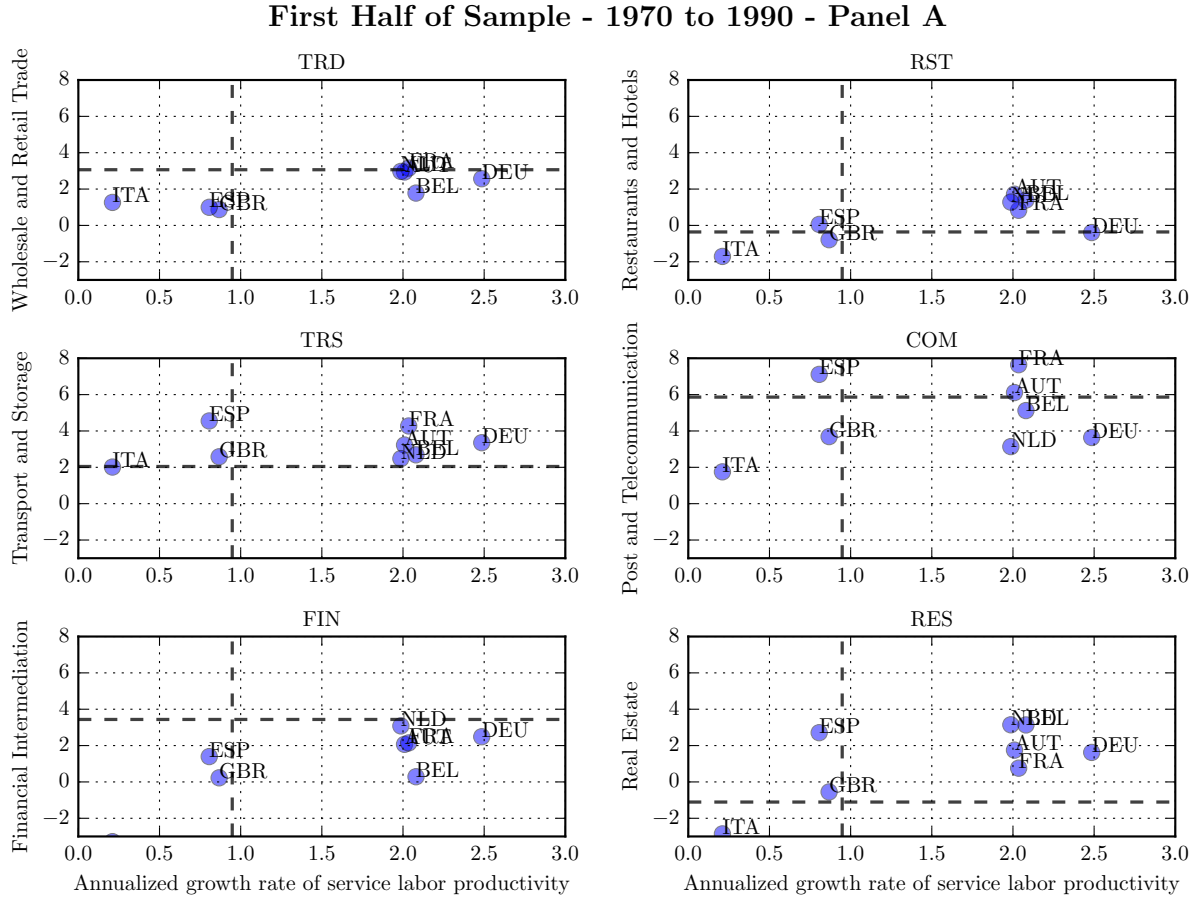 First Half of Sample - 1970 to 1990 - Panel A
TRD
Wholesale and Retail Trade
8
6
4
2
0
−2
ITA
ESP
GBR
NLD
AUT
FRA
BEL
DEU
0.0 0.5 1.0 1.5 2.0 2.5 3.0
RST
Restaurants and Hotels
8
6
4
2
0
−2
ITA
ESP
GBR
AUT
NLD
BEL
FRA
DEU
0.0 0.5 1.0 1.5 2.0 2.5 3.0
TRS
Transport and Storage
8
6
4
2
0
−2
ITA
ESP
GBR
FRA
AUT
BEL
NLD
DEU
0.0 0.5 1.0 1.5 2.0 2.5 3.0
COM
Post and Telecommunication
8
6
4
2
0
−2
ITA
ESP
GBR
FRA
AUT
BEL
NLD
DEU
0.0 0.5 1.0 1.5 2.0 2.5 3.0
FIN
Financial Intermediation
8
6
4
2
0
−2
ESP
GBR
NLD
FRA
AUT
BEL
DEU
0.0 0.5 1.0 1.5 2.0 2.5 3.0
Annualized growth rate of service labor productivity
RES
Real Estate
8
6
4
2
0
−2
ITA
ESP
GBR
NLD
BEL
AUT
FRA
DEU
0.0 0.5 1.0 1.5 2.0 2.5 3.0
Annualized growth rate of service labor productivity